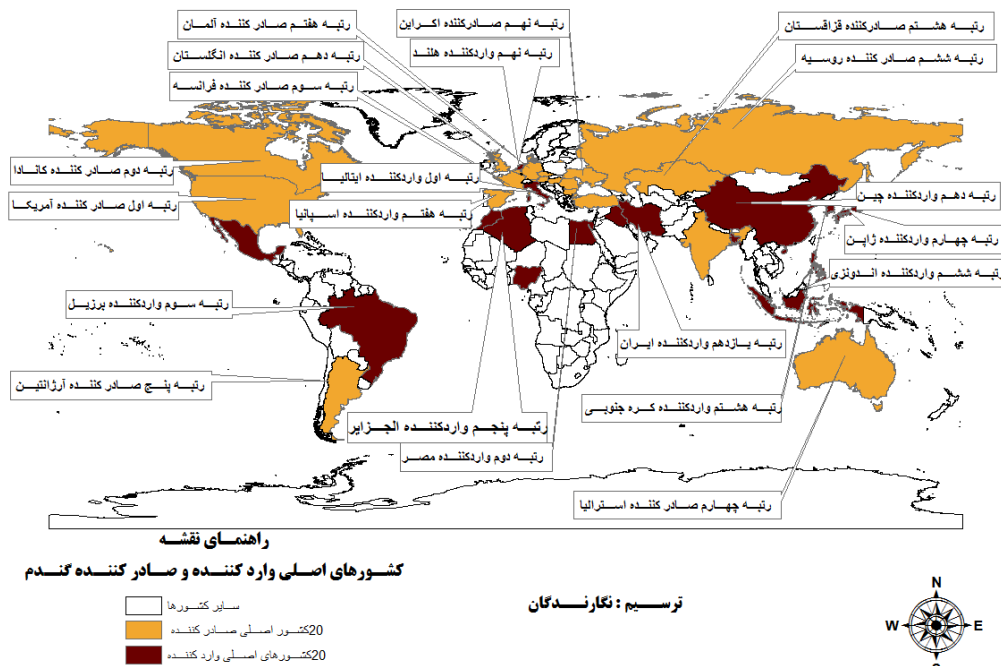 رتبه هفتم صادر کننده آلمان
رتبه نهم صادرکننده اکراین
رتبه هشتم صادرکننده قزاقستان
رتبه دهم صادر کننده انگلستان
رتبه نهم واردکننده هلند
رتبه ششم صادر کننده روسیه
رتبه سوم صادر کننده فرانسه
رتبه دوم صادر کننده کانادا
رتبه اول واردکننده ایتالیا
رتبه دهم واردکننده چین
رتبه اول صادر کننده آمریکا
رتبه هفتم واردکننده اسپانیا
رتبه چهارم واردکننده ژاپن
رتبه ششم واردکننده اندونزی
رتبه سوم واردکننده برزیل
رتبه یازدهم واردکننده ایران
رتبه پنج صادر کننده آرژانتین
رتبه هشتم واردکننده کره جنوبی
رتبه پنجم واردکننده الجزایر
رتبه دوم واردکننده مصر
رتبه چهارم صادر کننده استرالیا
راهنمای نقشه
کشورهای اصلی وارد کننده و صادر کننده گندم
سایر کشورها
20کشور اصلی صادر کننده
20کشورهای اصلی وارد کننده
ترسیم : نگارندگان
N
W
E